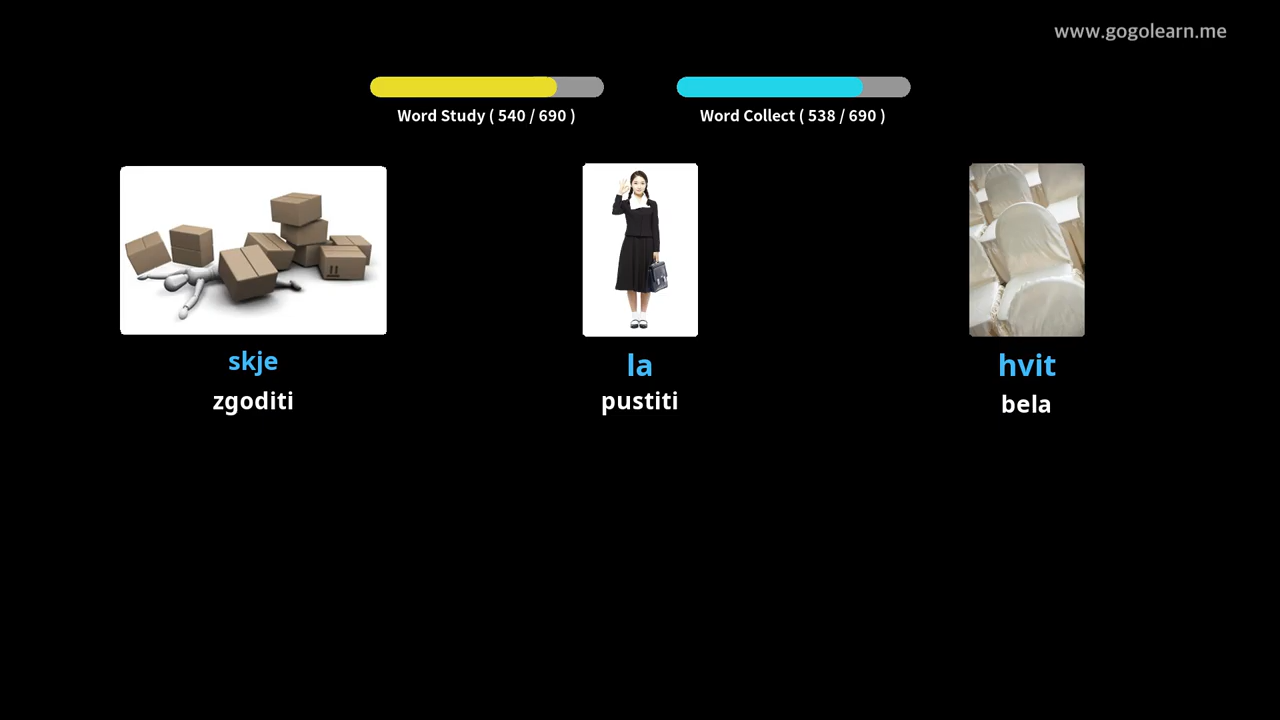 www.gogolearn.me
Word Study ( 540 / 690 )
Word Collect ( 538 / 690 )
skje
la
hvit
zgoditi
pustiti
bela